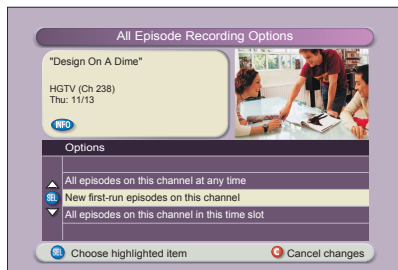 All Episode Recording Options
"Design On A Dime"
HGTV (Ch 238)
Thu: 11/13
INFO
Options
All episodes on this channel at any time
SEL New first-run episodes on this channel
All episodes on this channel in this time slot
SEL Choose highlighted item C Cancel changes